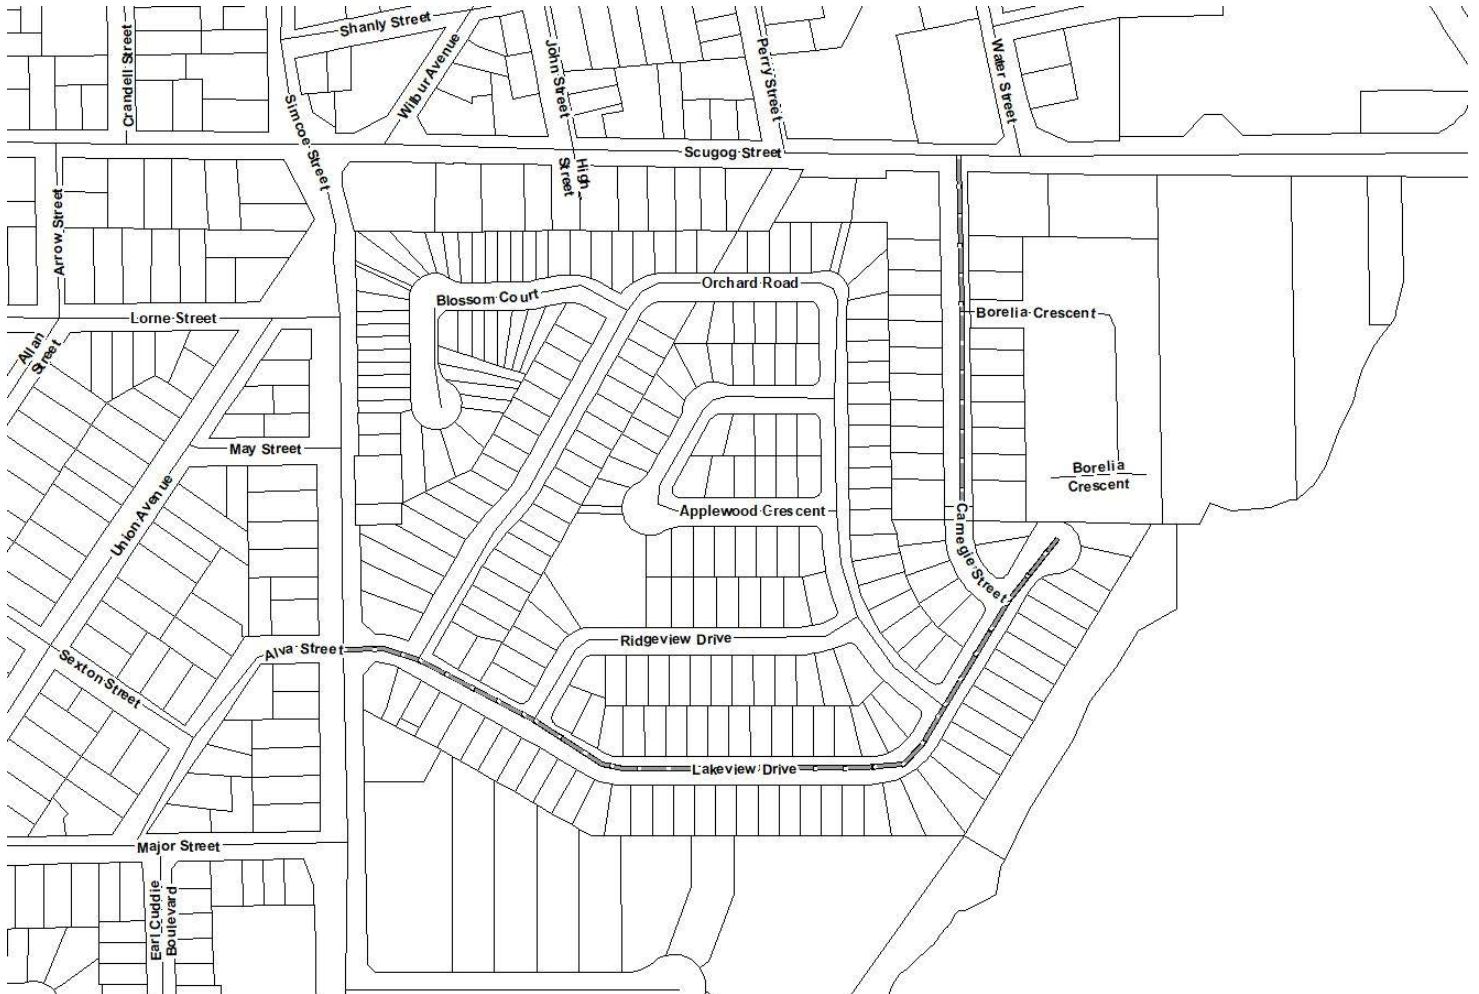 Shanly Street
Crandell Street
Wilbur Avenue
John Street
Perry Street
Water Street
Simcoe Street
Scugog Street
High
Street
Arrow Street
Orchard Road
Blossom Court
Lorne Street
Borelia Crescent
Allan
Street
May Street
Borelia
Crescent
Union Avenue
Applewood Crescent
Carnegie Street
Ridgeview Drive
Alva Street
Sexton Street
Lakeview Drive
Major Street
Earl Cuddie
Boulevard